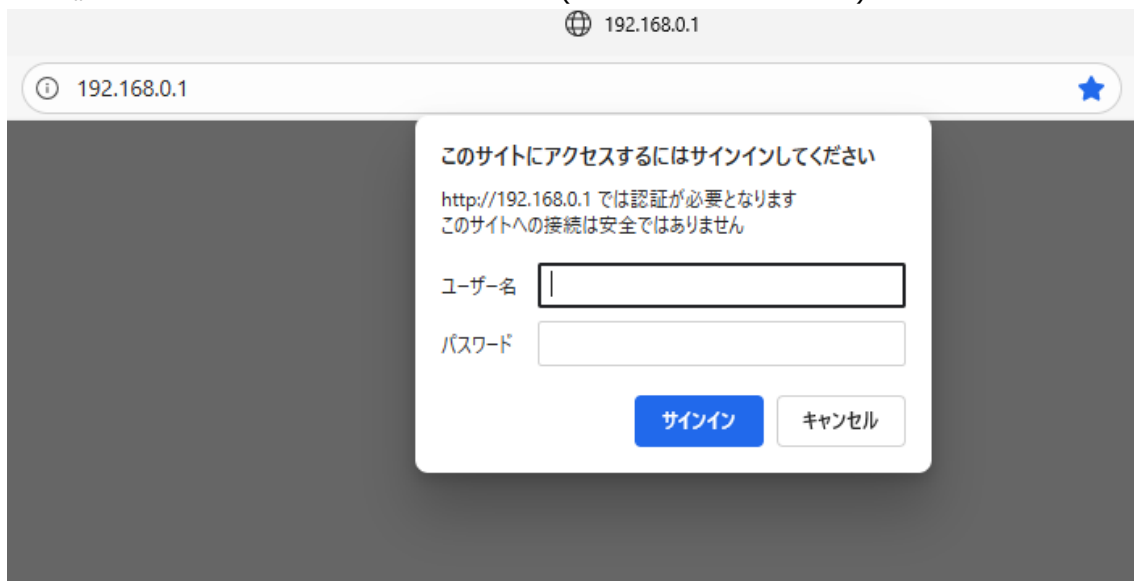 192.168.0.1
192.168.0.1
このサイトにアクセスするにはサインインしてください
http://192.168.0.1 では認証が必要となります
このサイトへの接続は安全ではありません
ユーザー名
パスワード
サインイン キャンセル